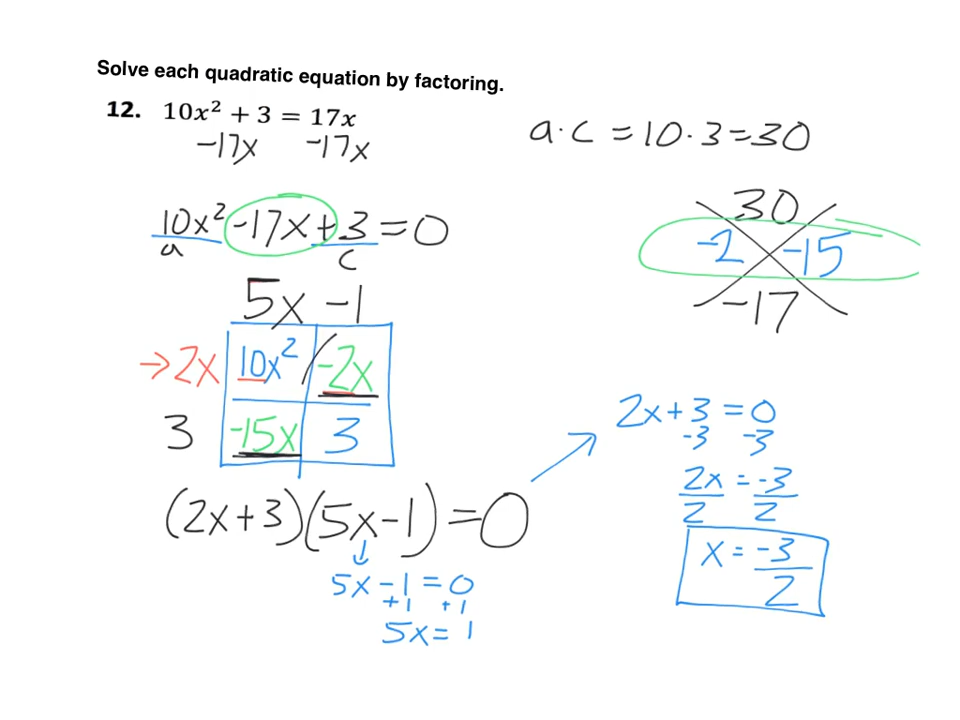 Solve each quadratic equation by factoring.
12. 10x² + 3 = 17x
-17x -17x
a·c = 10·3=30
10x² -17x+3=0
a c
30
-2 -15
-17
5x -1
→2x 10x² -2x
3 -15x 3
(2x+3)(5x-1)=0
5x-1=0
+1 +1
5x= 1
2x+3=0
-3 -3
2x = -3
2 2
x = -3
2